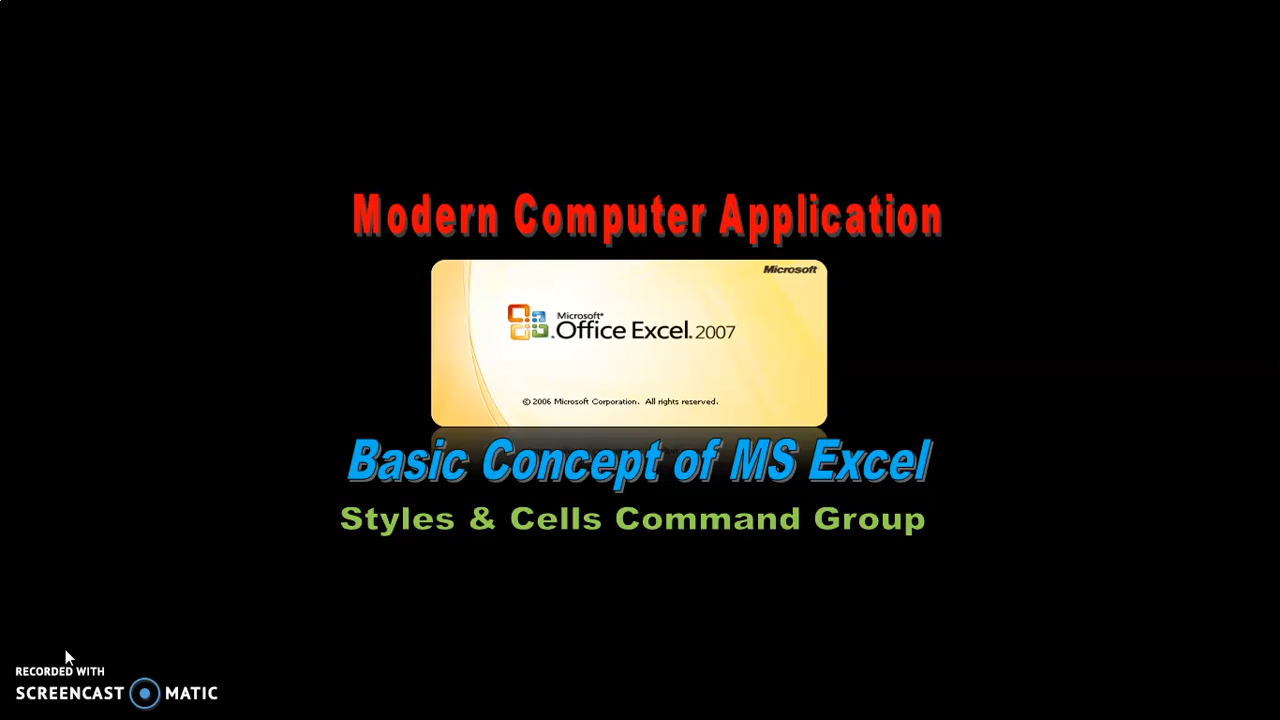 Modern Computer Application
Microsoft
Microsoft®
Office Excel. 2007
© 2006 Microsoft Corporation. All rights reserved.
Basic Concept of MS Excel
Styles & Cells Command Group
RECORDED WITH
SCREENCAST MATIC